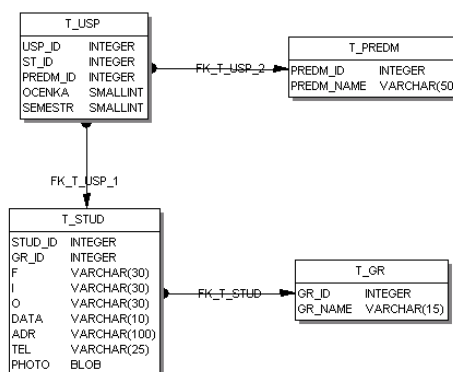 T_USP
USP_ID INTEGER
ST_ID INTEGER
PREDM_ID INTEGER
OCENKA SMALLINT
SEMESTR SMALLINT
FK_T_USP_2
T_PREDM
PREDM_ID INTEGER
PREDM_NAME VARCHAR(50
FK_T_USP_1
T_STUD
STUD_ID INTEGER
GR_ID INTEGER
F VARCHAR(30)
I VARCHAR(30)
O VARCHAR(30)
DATA VARCHAR(10)
ADR VARCHAR(100)
TEL VARCHAR(25)
PHOTO BLOB
FK_T_STUD
T_GR
GR_ID INTEGER
GR_NAME VARCHAR(15)